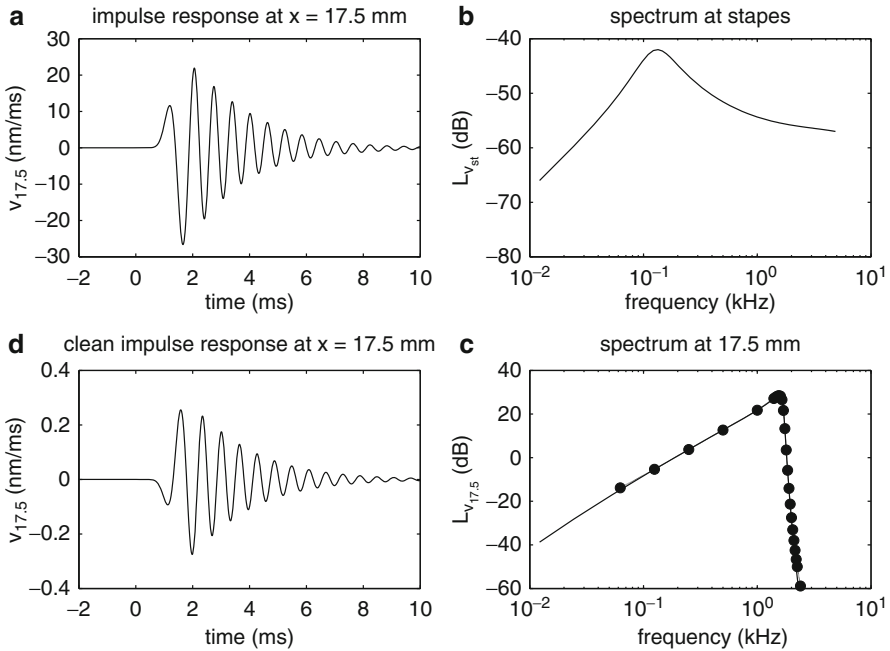 a
impulse response at x = 17.5 mm
30
20
10
0
−10
−20
−30
v17.5 (nm/ms)
−2
0
2
4
6
8
10
time (ms)
b
spectrum at stapes
−40
−50
−60
−70
−80
Lvst (dB)
10−2
10−1
100
101
frequency (kHz)
d
clean impulse response at x = 17.5 mm
0.4
0.2
0
−0.2
−0.4
v17.5 (nm/ms)
−2
0
2
4
6
8
10
time (ms)
c
spectrum at 17.5 mm
40
20
0
−20
−40
−60
Lv17.5 (dB)
10−2
10−1
100
101
frequency (kHz)